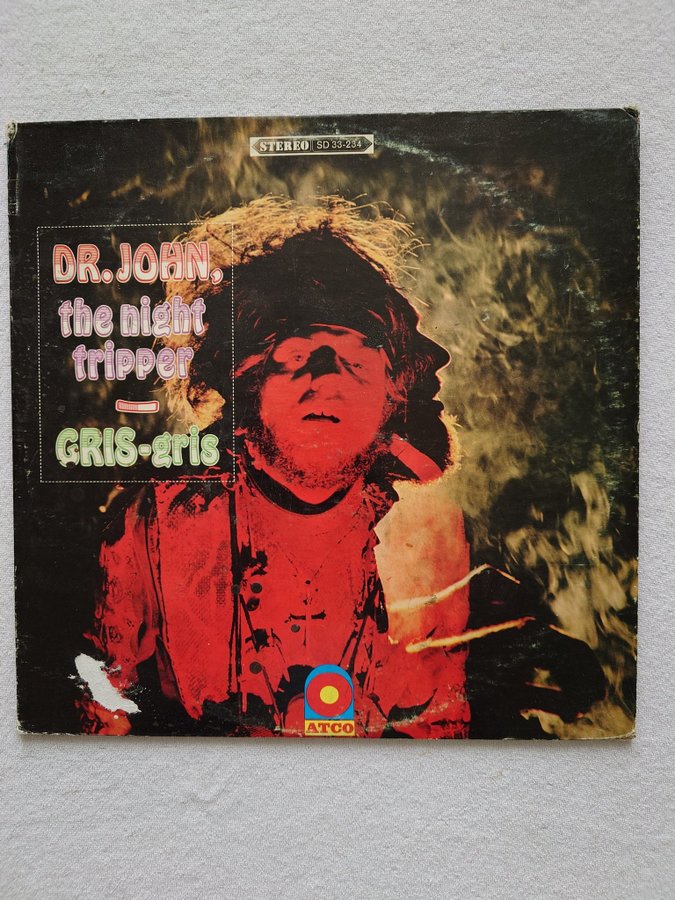 STEREO SD 33-234
DR. JOHN,
the night
tripper
GRIS-gris
ATCO